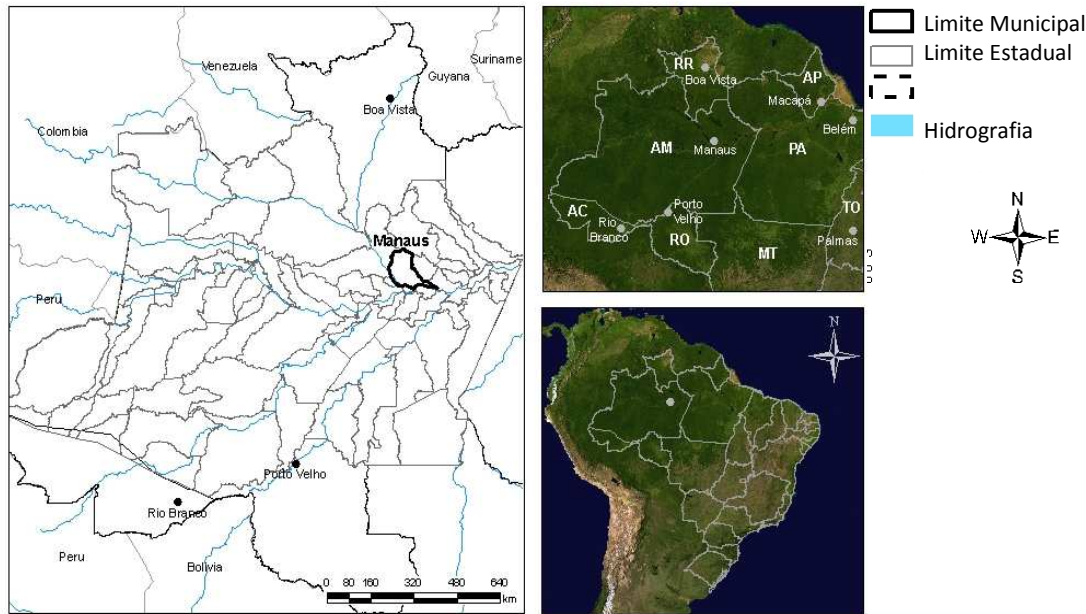 Venezuela
Suriname
Guyana
Boa Vista
Colombia
Manaus
Peru
Porto Velho
Rio Branco
Peru
Bolivia
0 80 160 320 480 640
km
RR
Boa Vista
AP
Macapá
Belém
AM
Manaus
PA
AC
Porto
Velho
Rio
Branco
RO
TO
Palmas
MT
N
Limite Municipal
Limite Estadual
Hidrografia
N
W E
S